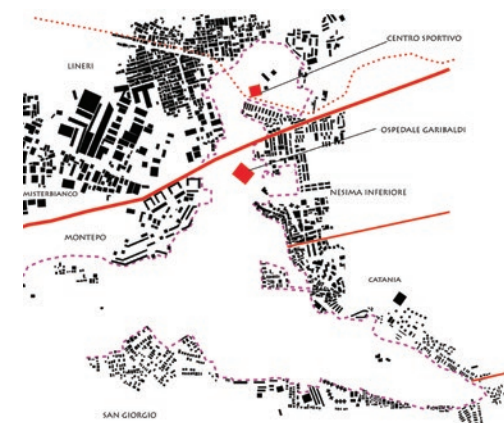 CENTRO SPORTIVO
LINERI
OSPEDALE GARIBALDI
MISTERBIANCO
NESIMA INFERIORE
MONTEPO
CATANIA
SAN GIORGIO